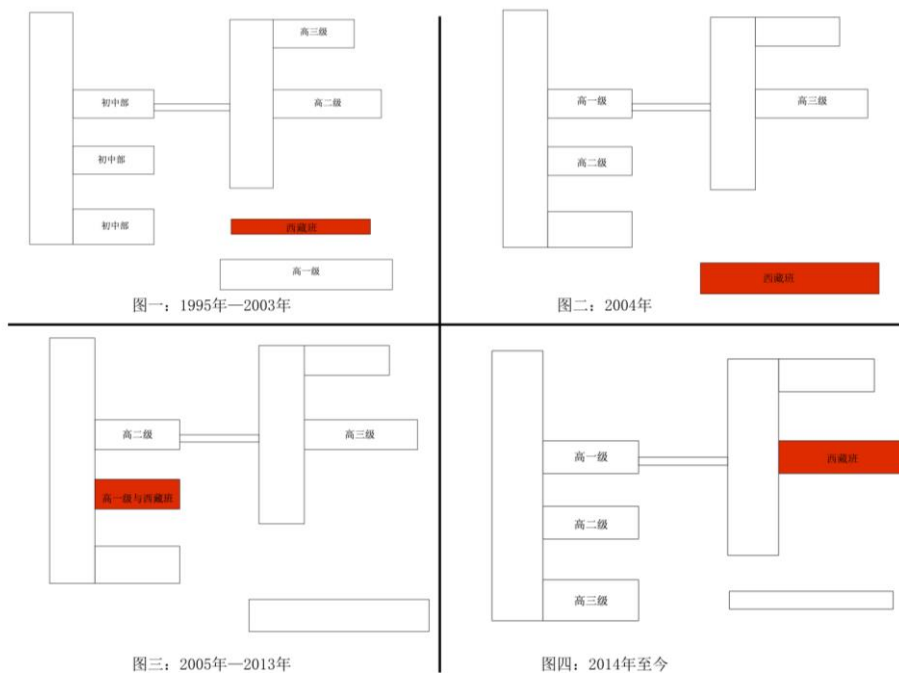 高三级
初中部
高二级
初中部
初中部
西藏班
高一级
图一：1995年—2003年
高一级
高三级
高二级
西藏班
图二：2004年
高二级
高三级
高一级与西藏班
图三：2005年—2013年
高一级
西藏班
高二级
高三级
图四：2014年至今